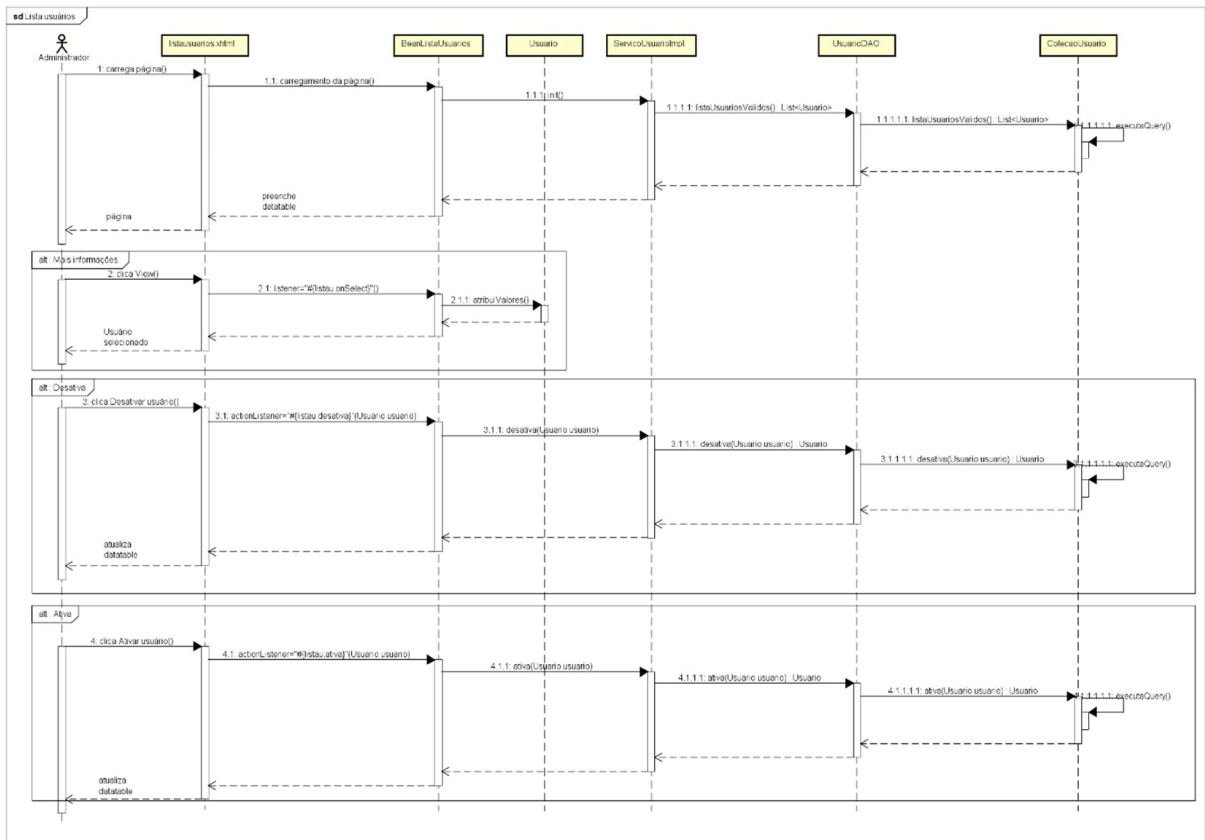 sd Lista usuários
Administrador
listausuarios.xhtml
BeanListaUsuarios
Usuario
ServicoUsuarioImpl
UsuarioDAO
ColecaoUsuario
1: carrega página()
1.1: carregamento da página()
1.1.1: init()
1.1.1.1: listaUsuariosValidos() : List<Usuario>
1.1.1.1.1: listaUsuariosValidos() : List<Usuario>
1.1.1.1.1: executaQuery()
preenche
datatable
página
alt : Mais informações
2: clica View()
2.1: listener="#{listau.onSelect}"()
2.1.1: atribuiValores()
Usuário
selecionado
alt : Desativa
3: clica Desativar usuário()
3.1: actionListener="#{listau.desativa}"(Usuario usuario)
3.1.1: desativa(Usuario usuario)
3.1.1.1: desativa(Usuario usuario) : Usuario
3.1.1.1.1: desativa(Usuario usuario) : Usuario
3.1.1.1.1.1: executaQuery()
atualiza
datatable
alt : Ativa
4: clica Ativar usuário()
4.1: actionListener="#{listau.ativa}"(Usuario usuario)
4.1.1: ativa(Usuario usuario)
4.1.1.1: ativa(Usuario usuario) : Usuario
4.1.1.1.1: ativa(Usuario usuario) : Usuario
4.1.1.1.1.1: executaQuery()
atualiza
datatable